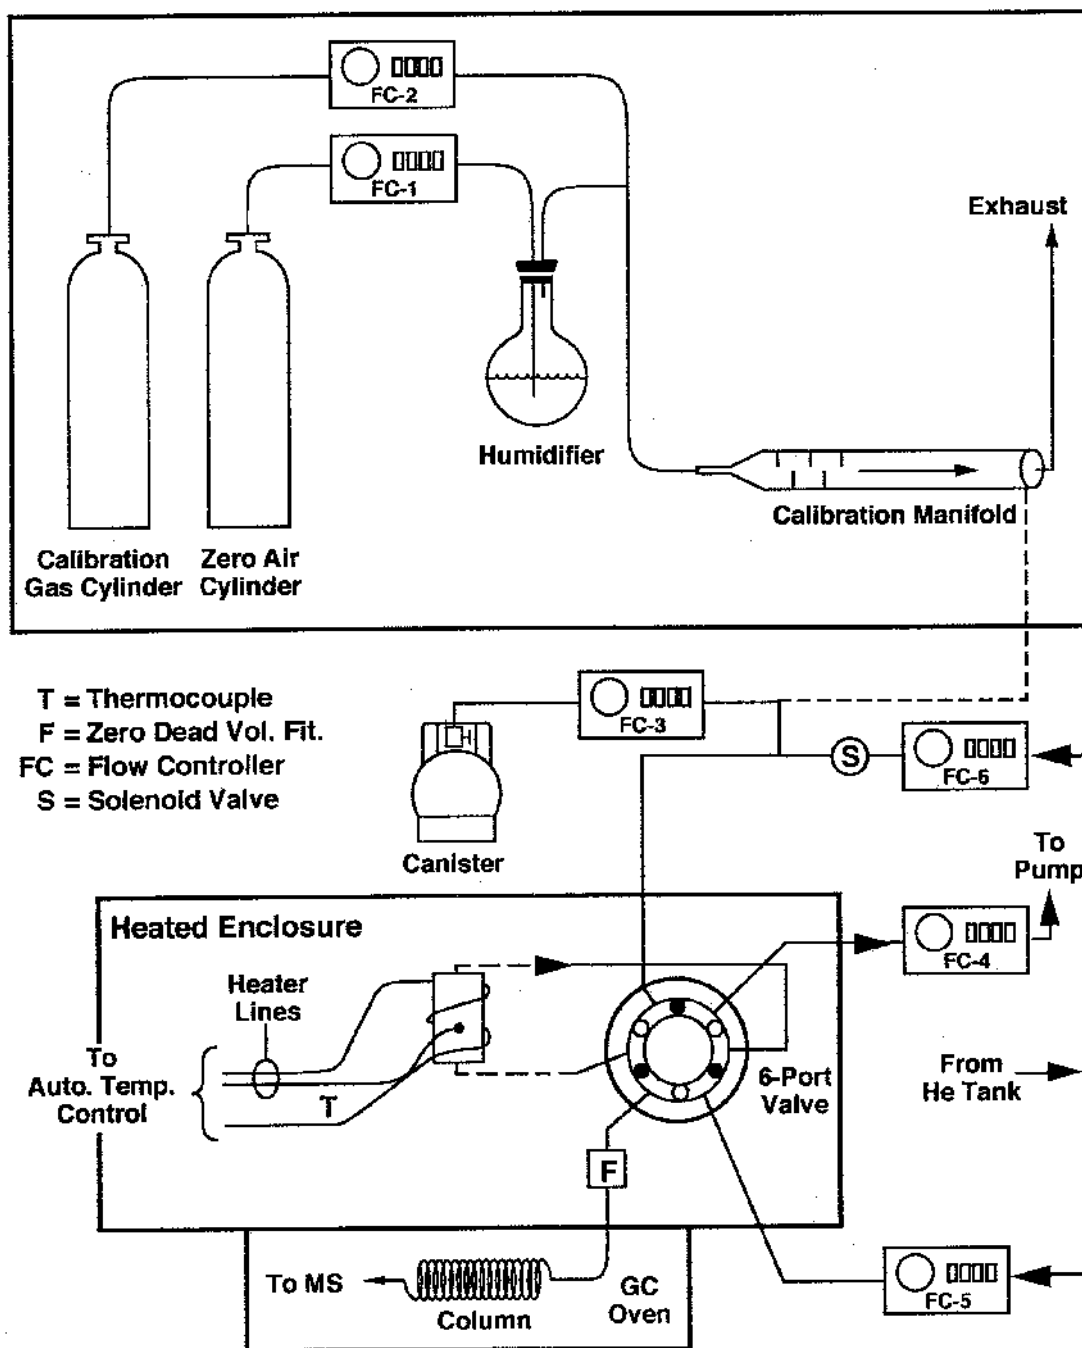 FC-2
FC-1
Exhaust
Humidifier
Calibration Manifold
Calibration
Gas Cylinder
Zero Air
Cylinder
T = Thermocouple
F = Zero Dead Vol. Fit.
FC = Flow Controller
S = Solenoid Valve
FC-3
S
FC-6
Canister
To
Pump
Heated Enclosure
FC-4
Heater
Lines
To
Auto. Temp.
Control
T
6-Port
Valve
From
He Tank
F
To MS
Column
GC
Oven
FC-5